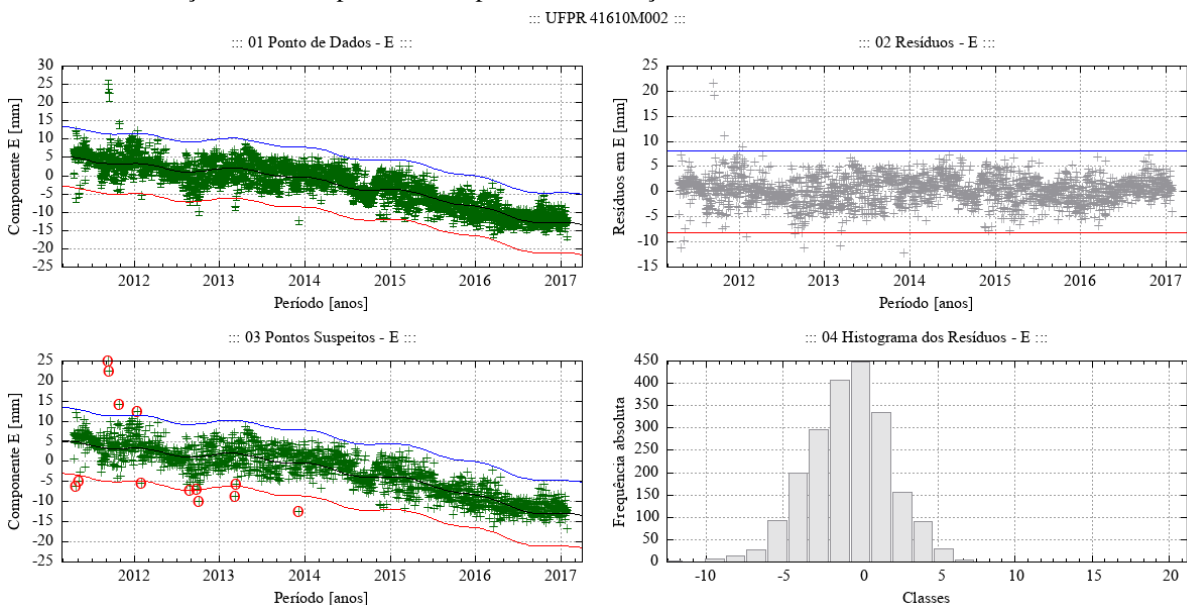 ::: UFPR 41610M002 :::
::: 01 Ponto de Dados - E :::
Componente E [mm]
30
25
20
15
10
5
0
-5
-10
-15
-20
-25
2012 2013 2014 2015 2016 2017
Período [anos]
::: 02 Resíduos - E :::
Resíduos em E [mm]
25
20
15
10
5
0
-5
-10
-15
2012 2013 2014 2015 2016 2017
Período [anos]
::: 03 Pontos Suspeitos - E :::
Componente E [mm]
25
20
15
10
5
0
-5
-10
-15
-20
-25
2012 2013 2014 2015 2016 2017
Período [anos]
::: 04 Histograma dos Resíduos - E :::
Frequência absoluta
450
400
350
300
250
200
150
100
50
0
-10 -5 0 5 10 15 20
Classes